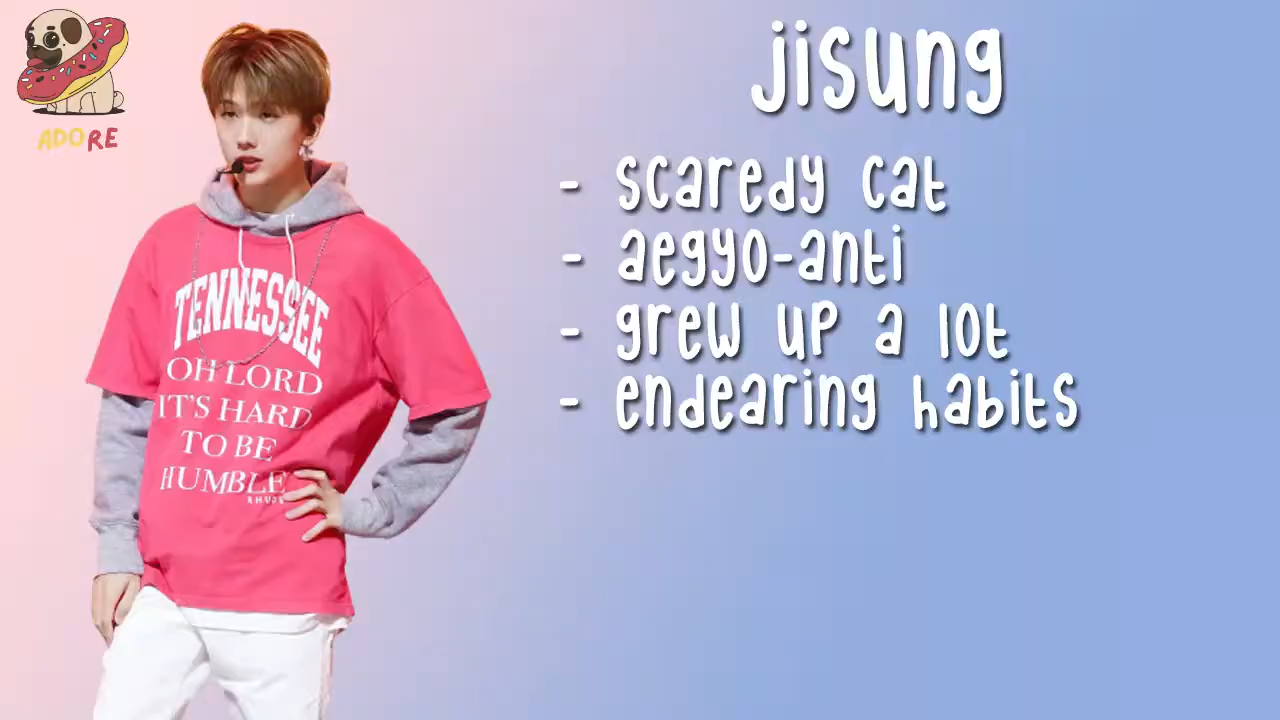 ADORE
jisung
- scaredy cat
- aegyo-anti
- grew up a lot
- endearing habits
TENNESSEE
OH LORD
IT'S HARD
TO BE
HUMBLE